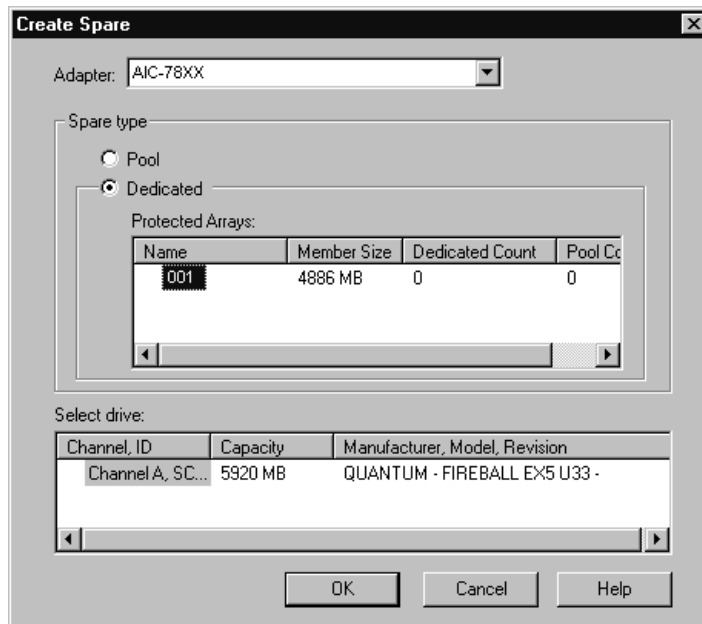 Create Spare
Adapter: AIC-78XX
Spare type
Pool
Dedicated
Protected Arrays:
Name Member Size Dedicated Count Pool Co
001 4886 MB 0 0
Select drive:
Channel, ID Capacity Manufacturer, Model, Revision
Channel A, SC... 5920 MB QUANTUM - FIREBALL EX5 U33 -
OK Cancel Help